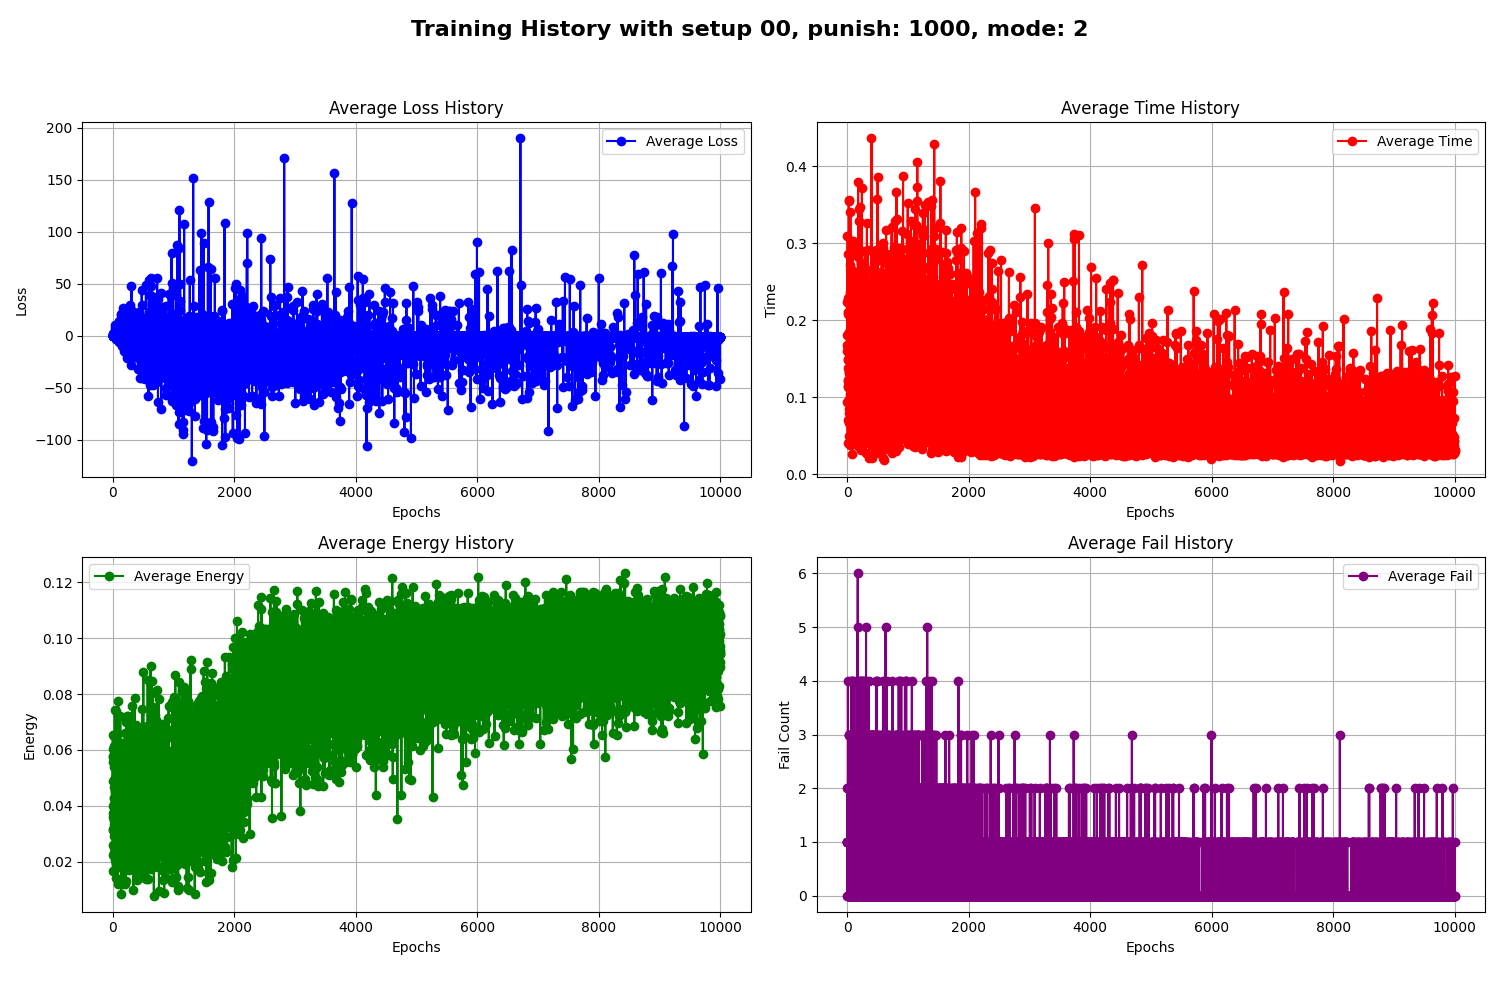 Training History with setup 00, punish: 1000, mode: 2
Average Loss History
200
150
100
50
0
−50
−100
Loss
Average Loss
0 2000 4000 6000 8000 10000
Epochs
Average Time History
0.4
0.3
0.2
0.1
0.0
Time
Average Time
0 2000 4000 6000 8000 10000
Epochs
Average Energy History
0.12
0.10
0.08
0.06
0.04
0.02
Energy
Average Energy
0 2000 4000 6000 8000 10000
Epochs
Average Fail History
6
5
4
3
2
1
0
Fail Count
Average Fail
0 2000 4000 6000 8000 10000
Epochs